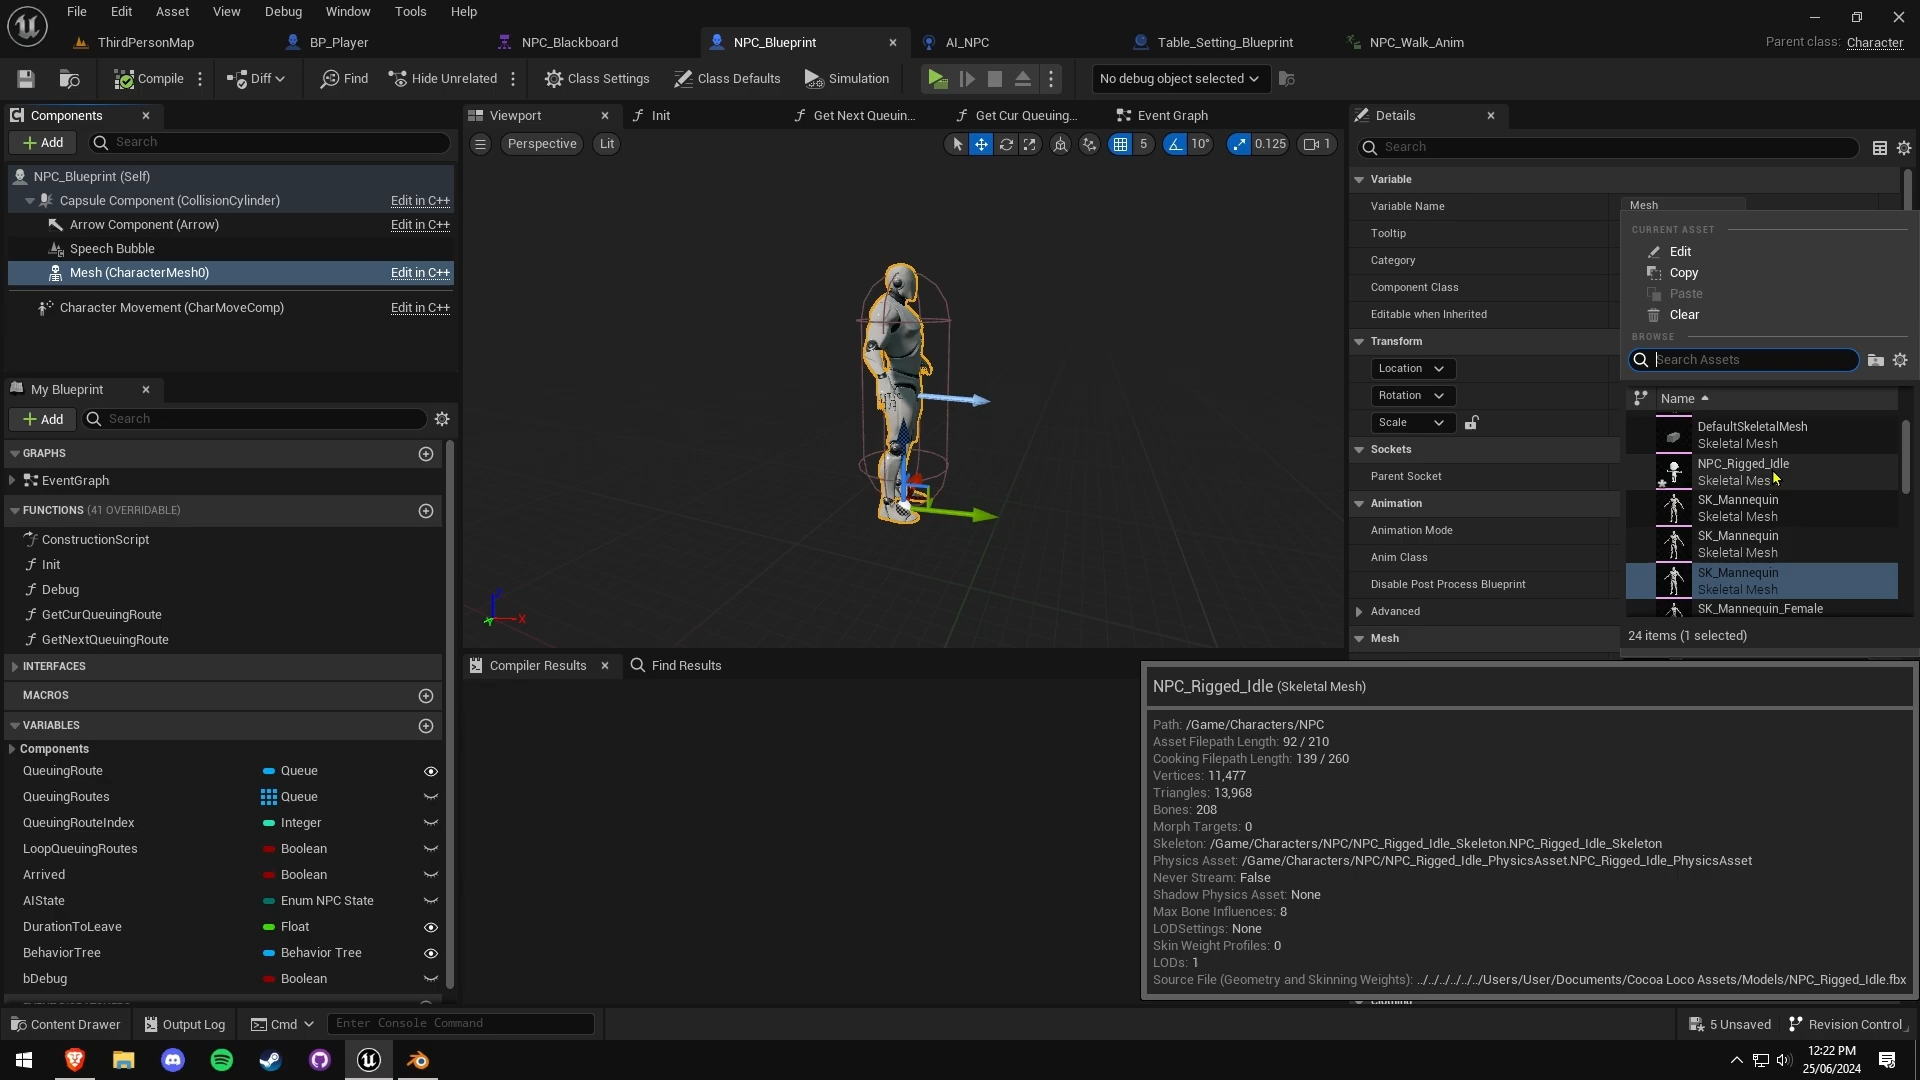 File Edit Asset View Debug Window Tools Help
ThirdPersonMap BP_Player NPC_Blackboard NPC_Blueprint AI_NPC Table_Setting_Blueprint NPC_Walk_Anim Parent class: Character
Compile Diff Find Hide Unrelated Class Settings Class Defaults Simulation No debug object selected
Components
Add Search
NPC_Blueprint (Self)
Capsule Component (CollisionCylinder) Edit in C++
Arrow Component (Arrow) Edit in C++
Speech Bubble
Mesh (CharacterMesh0) Edit in C++
Character Movement (CharMoveComp) Edit in C++
My Blueprint
Add Search
GRAPHS
EventGraph
FUNCTIONS (41 OVERRIDABLE)
ConstructionScript
Init
Debug
GetCurQueuingRoute
GetNextQueuingRoute
INTERFACES
MACROS
VARIABLES
Components
QueuingRoute Queue
QueuingRoutes Queue
QueuingRouteIndex Integer
LoopQueuingRoutes Boolean
Arrived Boolean
AIState Enum NPC State
DurationToLeave Float
BehaviorTree Behavior Tree
bDebug Boolean
Viewport Init Get Next Queuin... Get Cur Queuing... Event Graph
Perspective Lit 5 10° 0.125 1
Z
X
Y
Compiler Results Find Results
Details
Search
Variable
Variable Name Mesh
Tooltip
Category
Component Class
Editable when Inherited
Transform
Location
Rotation
Scale
Sockets
Parent Socket
Animation
Animation Mode
Anim Class
Disable Post Process Blueprint
Advanced
Mesh
CURRENT ASSET
Edit
Copy
Paste
Clear
BROWSE
Search Assets
Name
DefaultSkeletalMesh
Skeletal Mesh
NPC_Rigged_Idle
Skeletal Mesh
SK_Mannequin
Skeletal Mesh
SK_Mannequin
Skeletal Mesh
SK_Mannequin
Skeletal Mesh
SK_Mannequin_Female
24 items (1 selected)
NPC_Rigged_Idle (Skeletal Mesh)
Path: /Game/Characters/NPC
Asset Filepath Length: 92 / 210
Cooking Filepath Length: 139 / 260
Vertices: 11,477
Triangles: 13,968
Bones: 208
Morph Targets: 0
Skeleton: /Game/Characters/NPC/NPC_Rigged_Idle_Skeleton.NPC_Rigged_Idle_Skeleton
Physics Asset: /Game/Characters/NPC/NPC_Rigged_Idle_PhysicsAsset.NPC_Rigged_Idle_PhysicsAsset
Never Stream: False
Shadow Physics Asset: None
Max Bone Influences: 8
LODSettings: None
Skin Weight Profiles: 0
LODs: 1
Source File (Geometry and Skinning Weights): ../../../../../../Users/User/Documents/Cocoa Loco Assets/Models/NPC_Rigged_Idle.fbx
Content Drawer Output Log Cmd Enter Console Command 5 Unsaved Revision Control
12:22 PM
25/06/2024